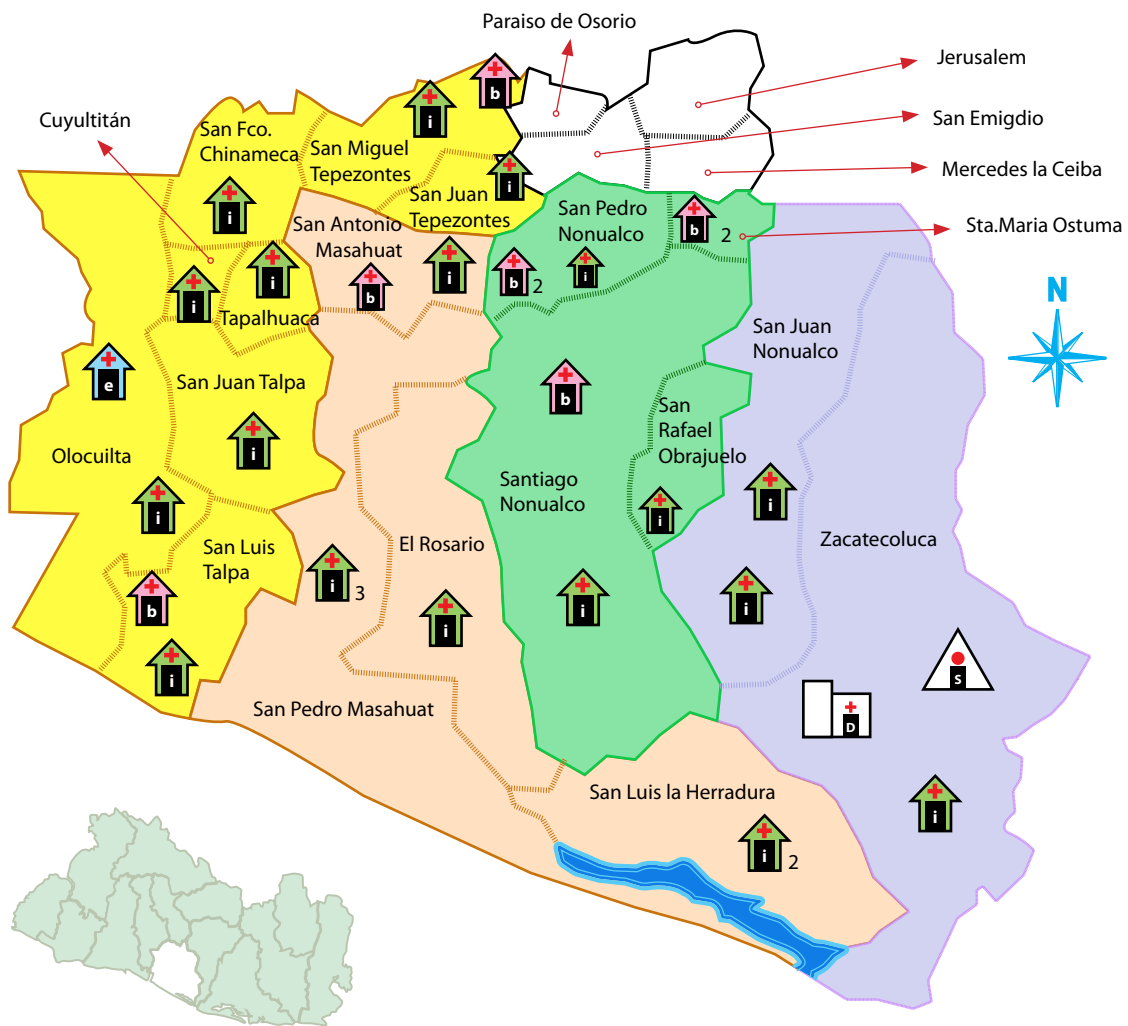 Paraiso de Osorio
Jerusalem
San Emigdio
Mercedes la Ceiba
Sta.Maria Ostuma
Cuyultitán
San Fco.
Chinameca
San Miguel
Tepezontes
San Juan
Tepezontes
San Antonio
Masahuat
San Pedro
Nonualco
Tapalhuaca
San Juan Talpa
Olocuilta
San Luis
Talpa
El Rosario
San Pedro Masahuat
Santiago
Nonualco
San
Rafael
Obrajuelo
San Juan
Nonualco
Zacatecoluca
San Luis la Herradura
N
b
i
i
i
b
2
i
b
i
b
2
i
i
i
e
b
i
i
i
i
i
b
i
3
i
i
i
S
D
i
i
2